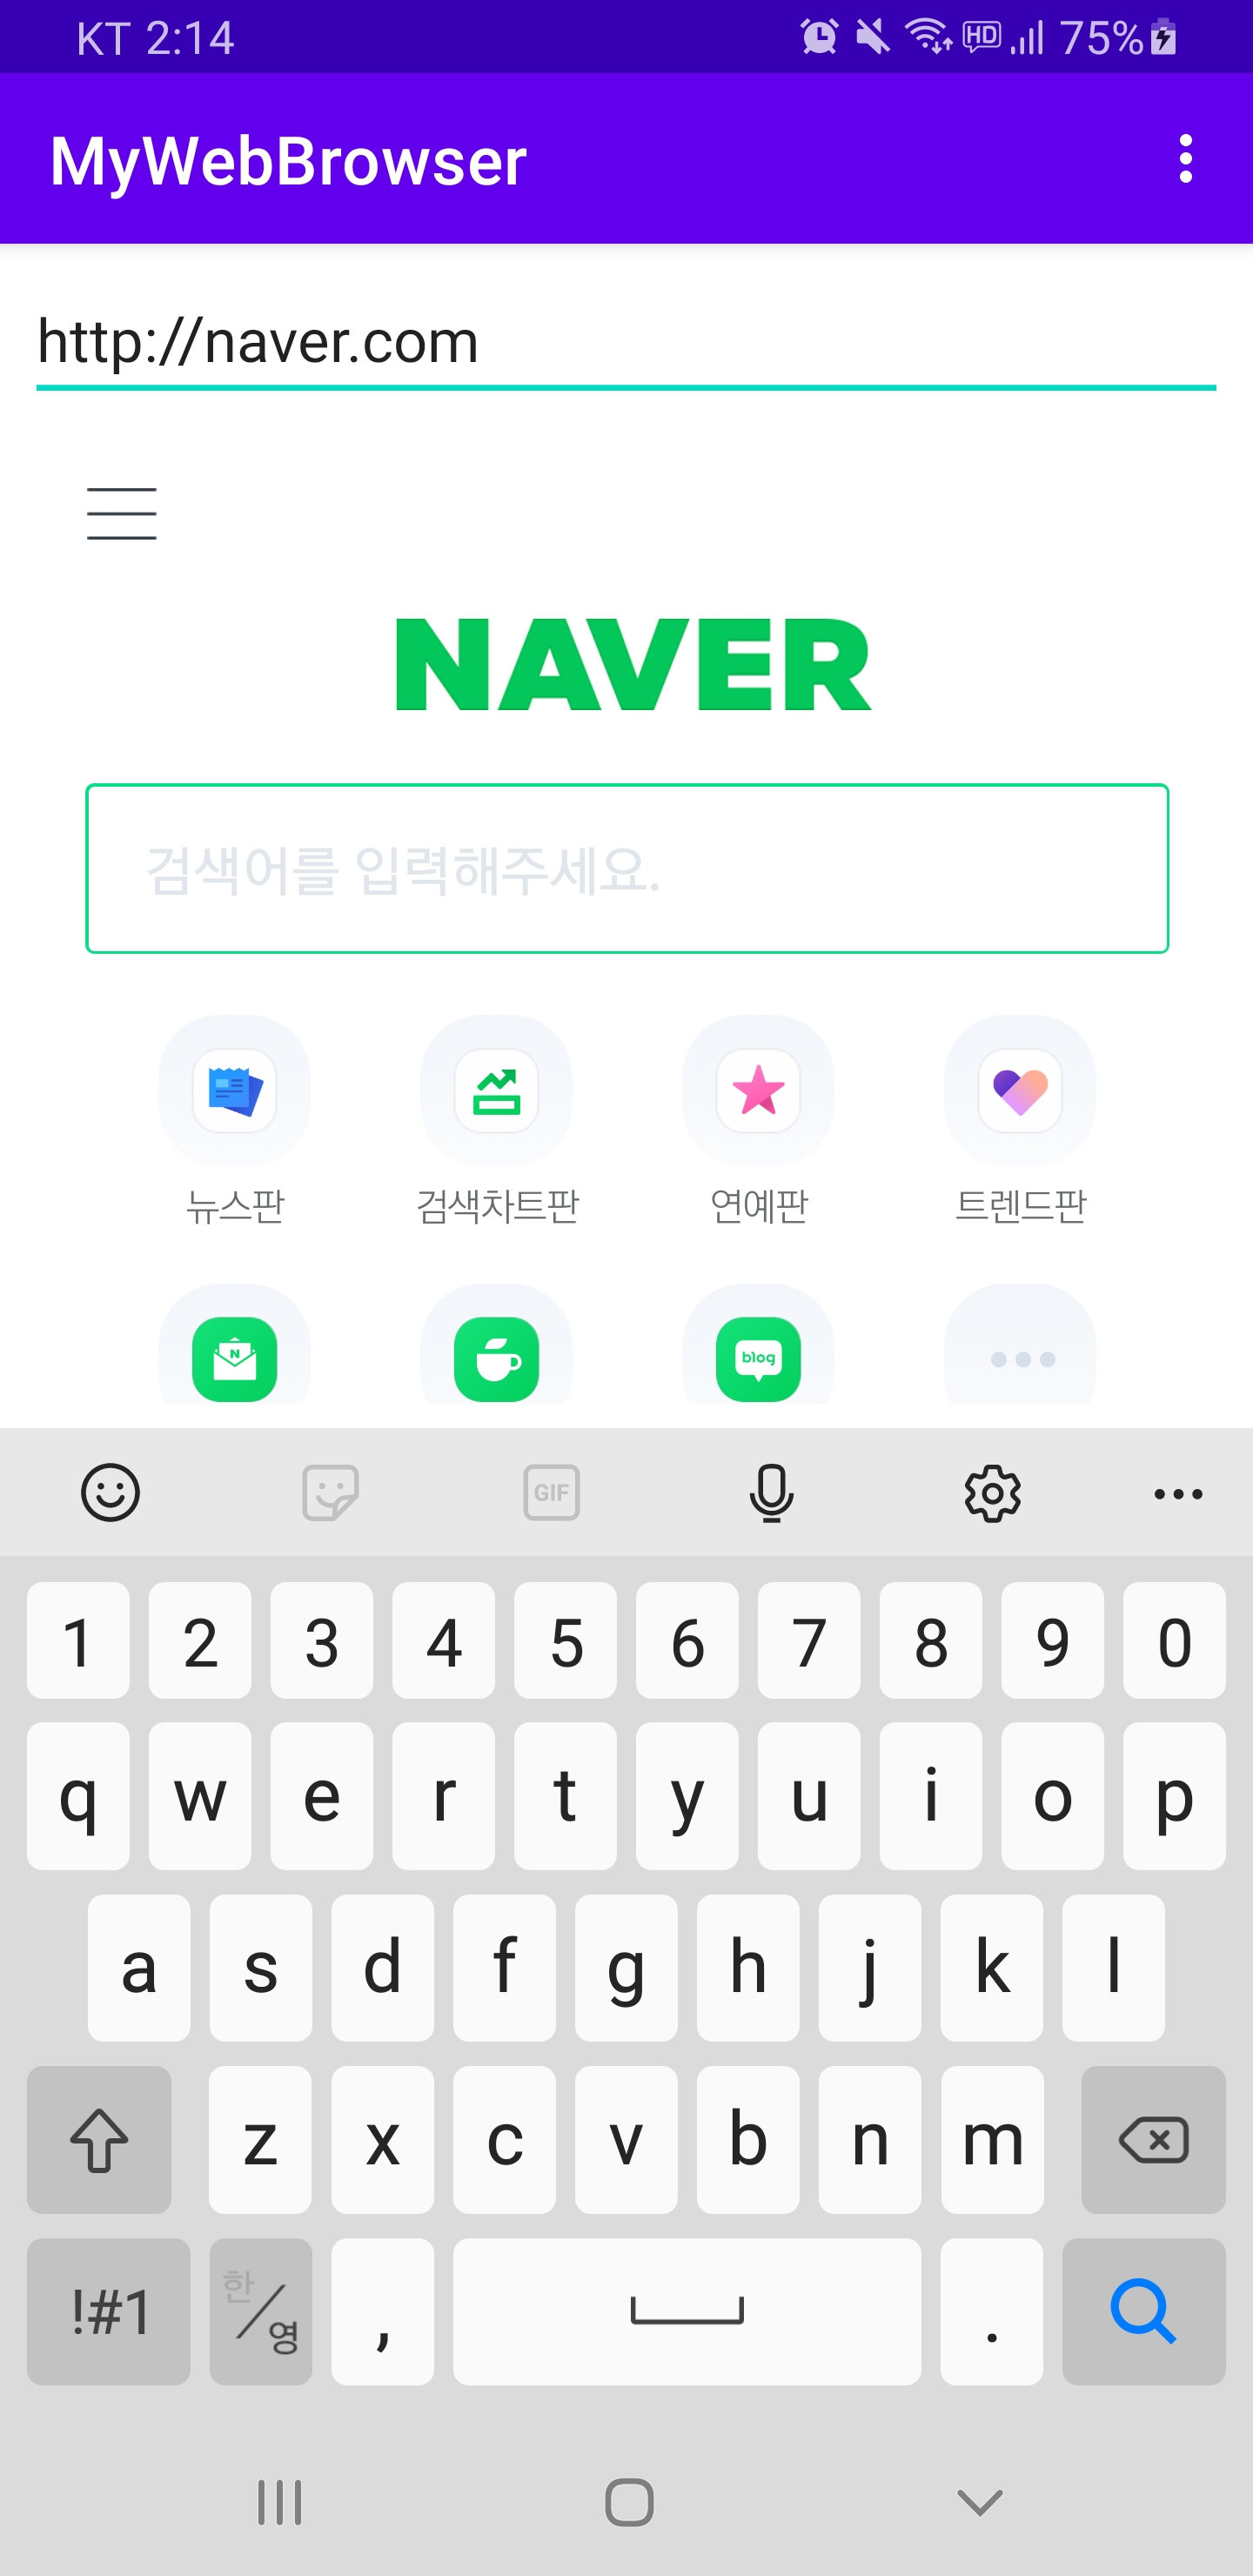 KT 2:14 HD 75%
MyWebBrowser
http://naver.com
NAVER
검색어를 입력해주세요.
뉴스판 검색차트판 연예판 트렌드판
N blog
GIF
1 2 3 4 5 6 7 8 9 0
q w e r t y u i o p
a s d f g h j k l
z x c v b n m
!#1 한/영 , .